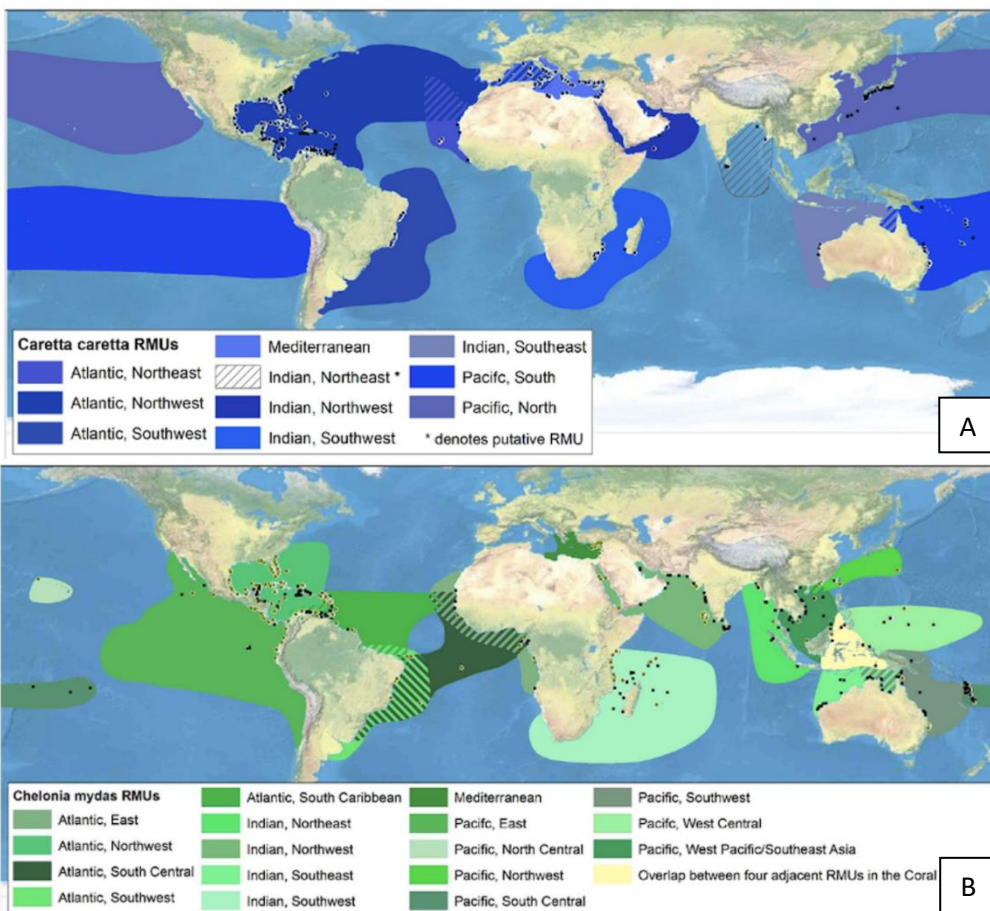 Caretta caretta RMUs
Atlantic, Northeast
Atlantic, Northwest
Atlantic, Southwest
Mediterranean
Indian, Northeast *
Indian, Northwest
Indian, Southwest
Indian, Southeast
Pacifc, South
Pacific, North
* denotes putative RMU
A
Chelonia mydas RMUs
Atlantic, East
Atlantic, Northwest
Atlantic, South Central
Atlantic, Southwest
Atlantic, South Caribbean
Indian, Northeast
Indian, Northwest
Indian, Southeast
Indian, Southwest
Mediterranean
Pacifc, East
Pacific, North Central
Pacific, Northwest
Pacific, South Central
Pacific, Southwest
Pacifc, West Central
Pacific, West Pacific/Southeast Asia
Overlap between four adjacent RMUs in the Coral
B